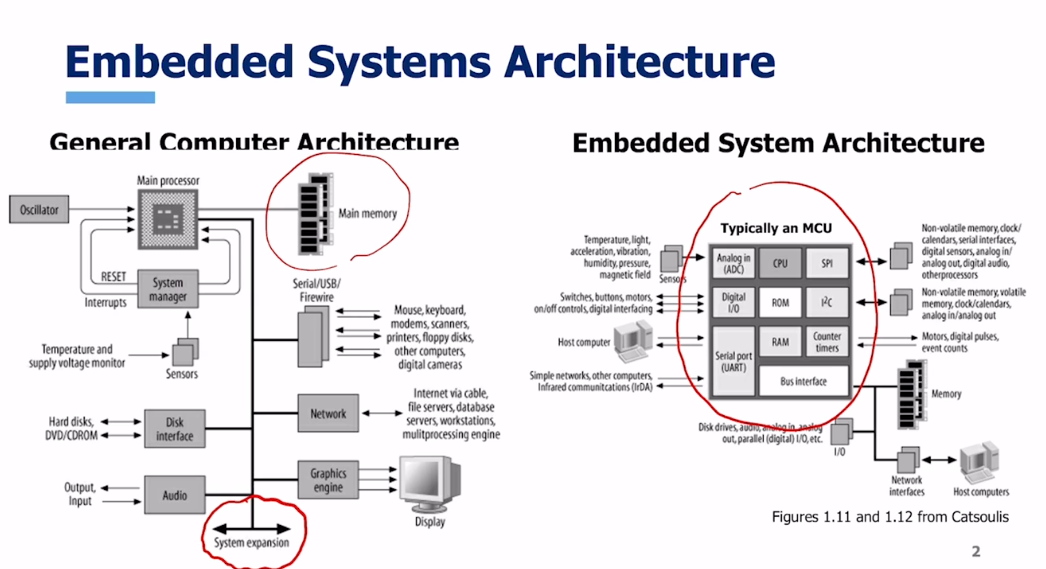 Embedded Systems Architecture
General Computer Architecture
Main processor
Oscillator
Main memory
RESET
Interrupts
System
manager
Serial/USB/
Firewire
Mouse, keyboard,
modems, scanners,
printers, floppy disks,
other computers,
digital cameras
Temperature and
supply voltage monitor
Sensors
Hard disks,
DVD/CDROM
Disk
interface
Network
Internet via cable,
file servers, database
servers, workstations,
mulitprocessing engine
Output,
Input
Audio
Graphics
engine
Display
System expansion
Embedded System Architecture
Typically an MCU
Temperature, light,
acceleration, vibration,
humidity, pressure,
magnetic field
Sensors
Switches, buttons, motors,
on/off controls, digital interfacing
Host computer
Simple networks, other computers,
Infrared communitcations (IrDA)
Analog in
(ADC)
CPU
SPI
Digital
I/O
ROM
I²C
Serial port
(UART)
RAM
Counter
timers
Bus interface
Non-volatile memory, clock/
calendars, serial interfaces,
digital sensors, analog in/
analog out, digital audio,
otherprocessors
Non-volatile memory, volatile
memory, clock/calendars,
analog in/analog out
Motors, digital pulses,
event counts
Memory
Disk drives, audio, analog in, analog
out, parallel (digital) I/O, etc.
I/O
Network
interfaces
Host computers
Figures 1.11 and 1.12 from Catsoulis
2